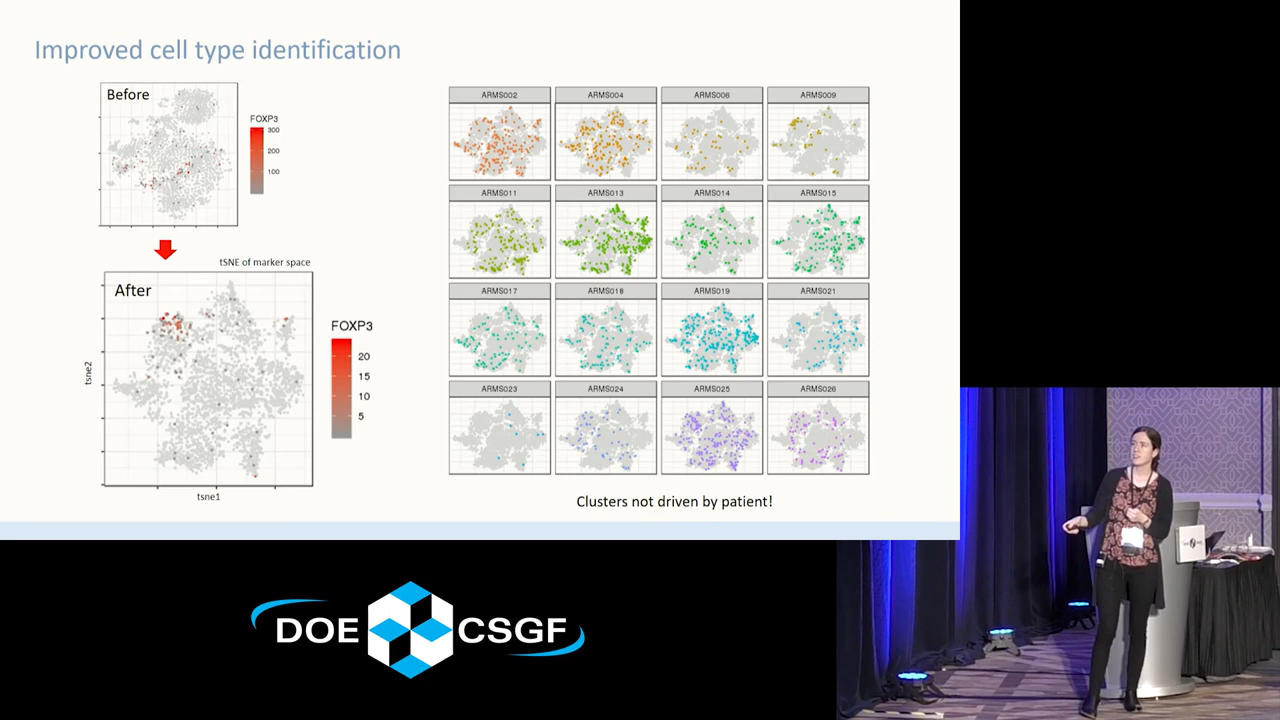 Improved cell type identification
Before
FOXP3
300
200
100
tSNE of marker space
After
FOXP3
20
15
10
5
tsne2
tsne1
ARMS002 ARMS004 ARMS006 ARMS009
ARMS011 ARMS013 ARMS014 ARMS015
ARMS017 ARMS018 ARMS019 ARMS021
ARMS023 ARMS024 ARMS025 ARMS026
Clusters not driven by patient!
DOE CSGF